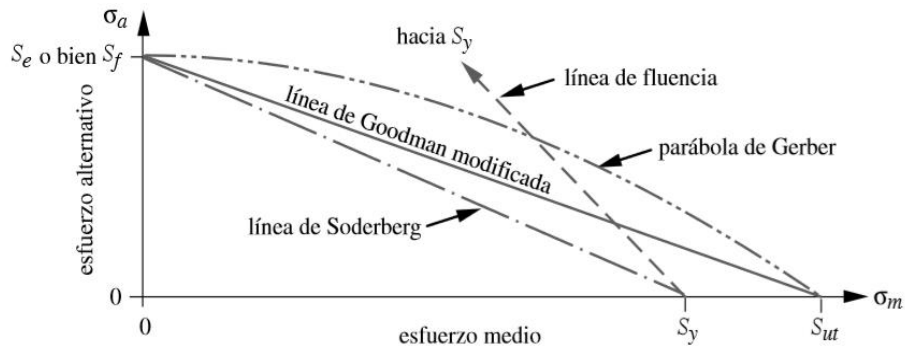 σa
Se o bien Sf
hacia Sy
línea de fluencia
línea de Goodman modificada
parábola de Gerber
línea de Soderberg
esfuerzo alternativo
0
σm
0
esfuerzo medio
Sy
Sut